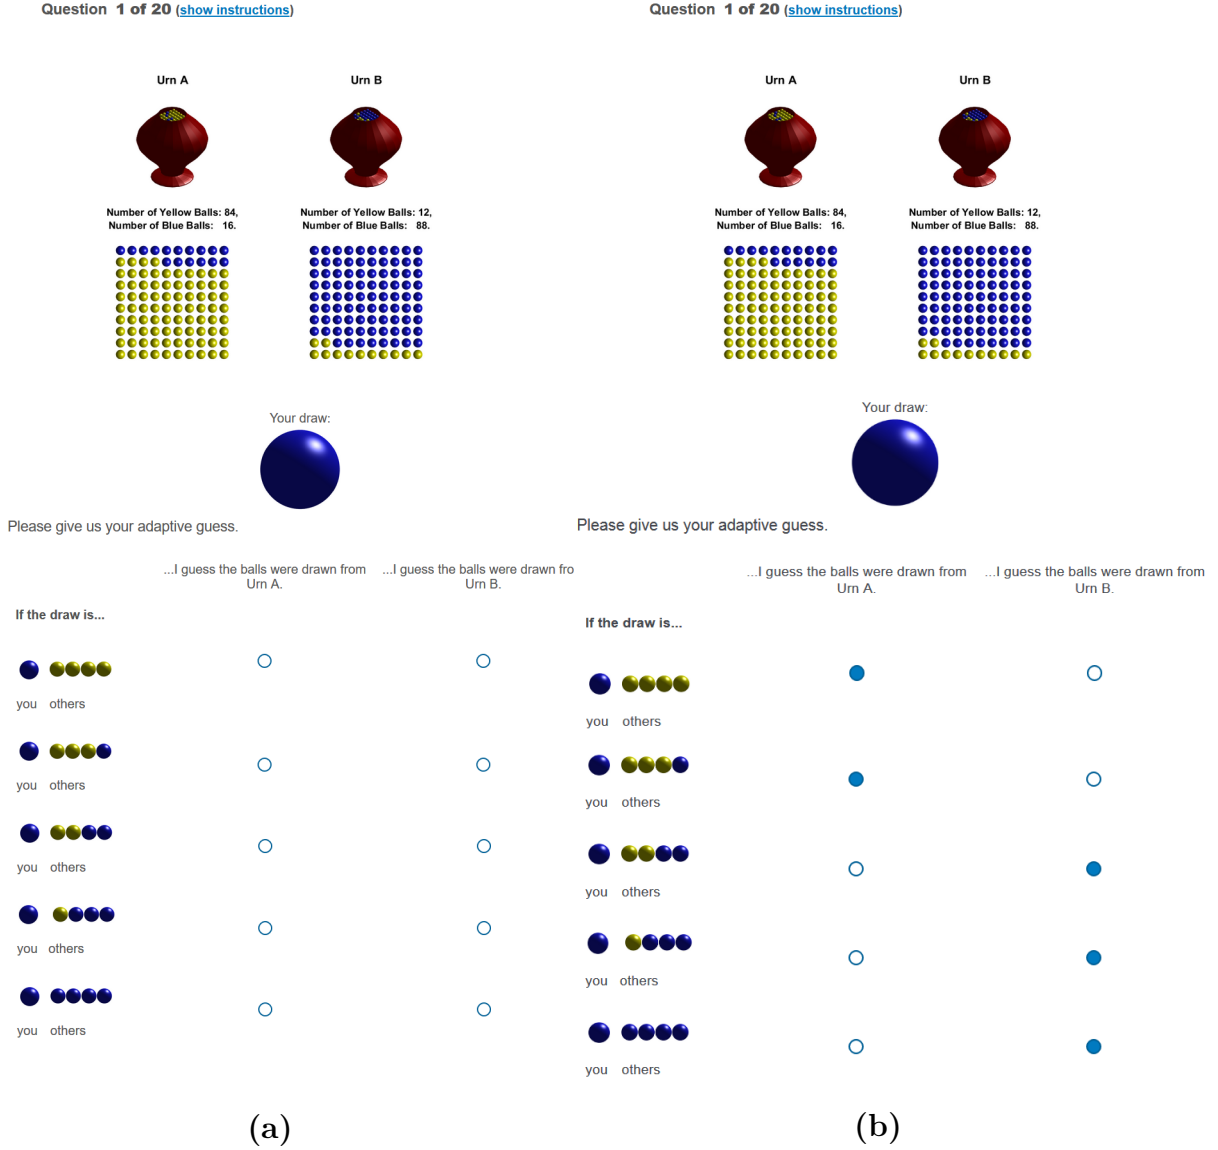 Question 1 of 20 (show instructions)
Urn A
Urn B
Number of Yellow Balls: 84,
Number of Blue Balls: 16.
Number of Yellow Balls: 12,
Number of Blue Balls: 88.
Your draw:
Please give us your adaptive guess.
...I guess the balls were drawn from
Urn A.
...I guess the balls were drawn fro
Urn B.
If the draw is...
you others
you others
you others
you others
you others
(a)
Question 1 of 20 (show instructions)
Urn A
Urn B
Number of Yellow Balls: 84,
Number of Blue Balls: 16.
Number of Yellow Balls: 12,
Number of Blue Balls: 88.
Your draw:
Please give us your adaptive guess.
...I guess the balls were drawn from
Urn A.
...I guess the balls were drawn from
Urn B.
If the draw is...
you others
you others
you others
you others
you others
(b)